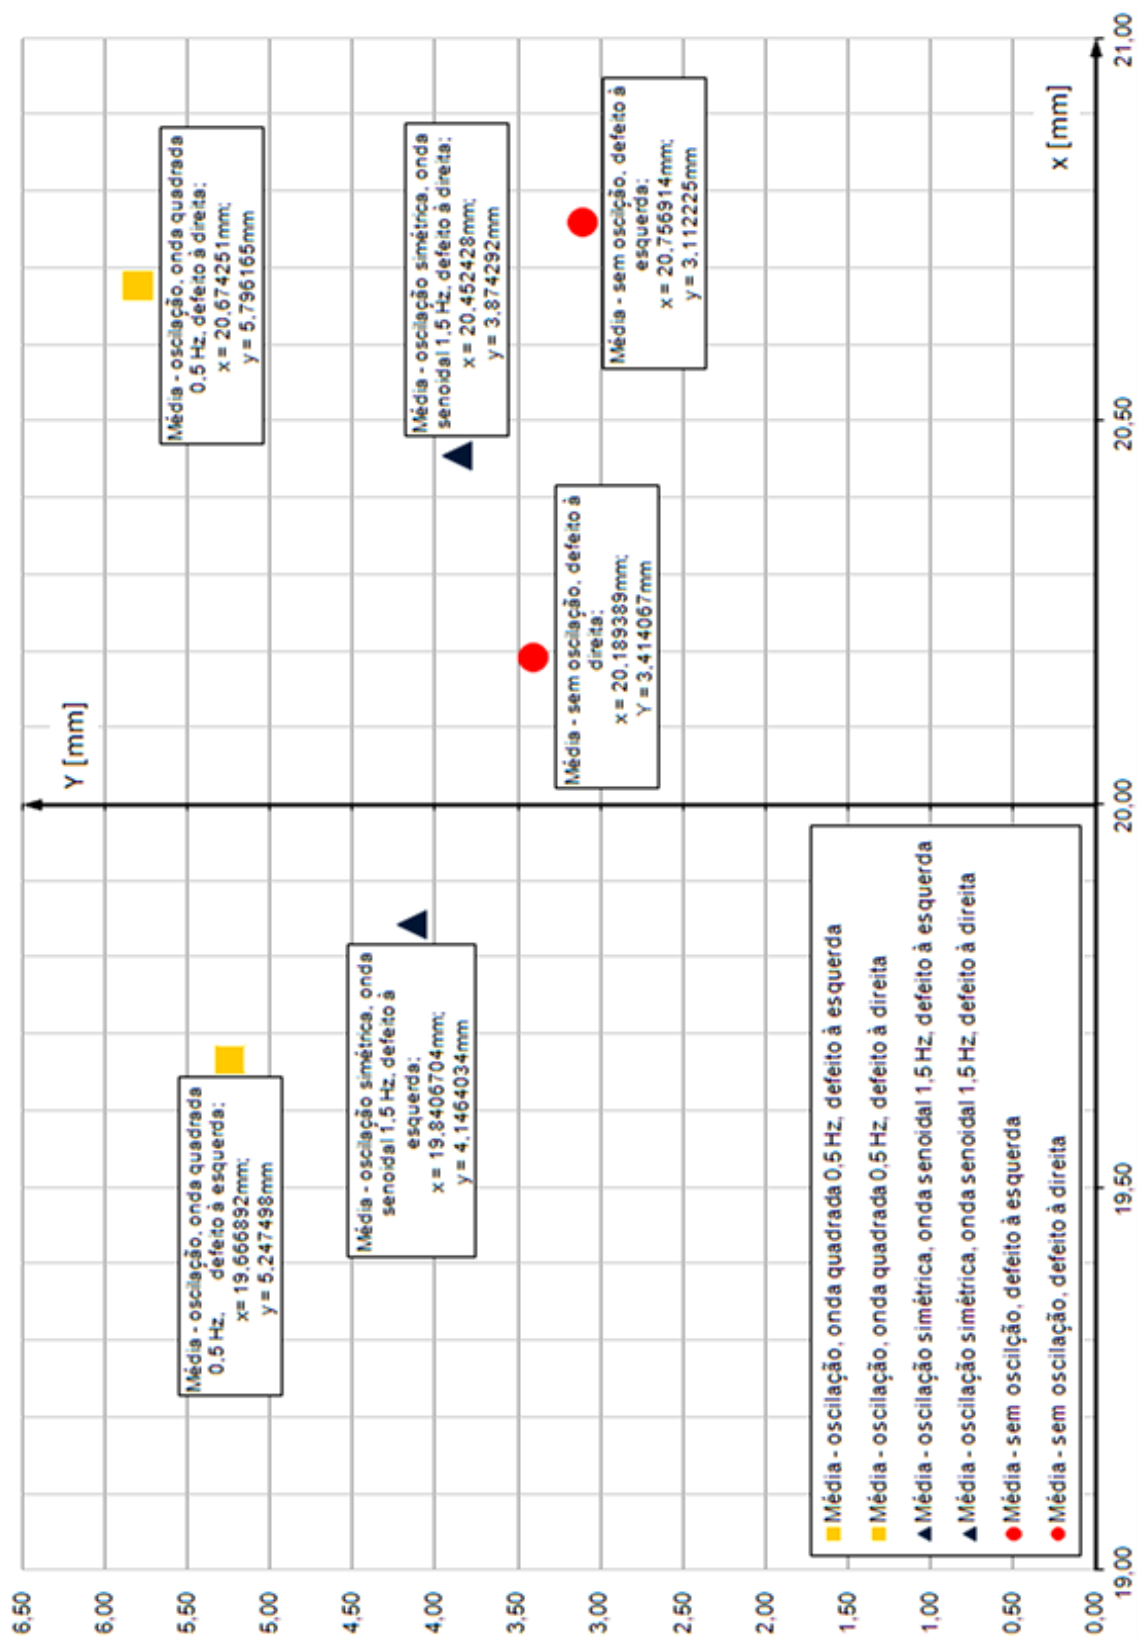 Y [mm]
6,50
6,00
5,50
5,00
4,50
4,00
3,50
3,00
2,50
2,00
1,50
1,00
0,50
0,00
Média - oscilação, onda quadrada
0,5 Hz, defeito à esquerda:
x= 19,666892mm;
y = 5,247498mm
Média - oscilação, onda quadrada
0,5 Hz, defeito à direita:
x = 20,674251mm;
y = 5,796165mm
Média - oscilação simétrica, onda
senoidal 1,5 Hz, defeito à
esquerda:
x = 19,8406704mm;
y = 4,1464034mm
Média - oscilação simétrica, onda
senoidal 1,5 Hz, defeito à direita:
x = 20,452428mm;
y = 3,874292mm
Média - sem oscilação, defeito à
direita:
x = 20,189389mm;
Y = 3,414067mm
Média - sem oscilção, defeito à
esquerda:
x = 20,756914mm;
y = 3,112225mm
Média - oscilação, onda quadrada 0,5 Hz, defeito à esquerda
Média - oscilação, onda quadrada 0,5 Hz, defeito à direita
Média - oscilação simétrica, onda senoidal 1,5 Hz, defeito à esquerda
Média - oscilação simétrica, onda senoidal 1,5 Hz, defeito à direita
Média - sem oscilção, defeito à esquerda
Média - sem oscilação, defeito à direita
x [mm]
19,00
19,50
20,00
20,50
21,00